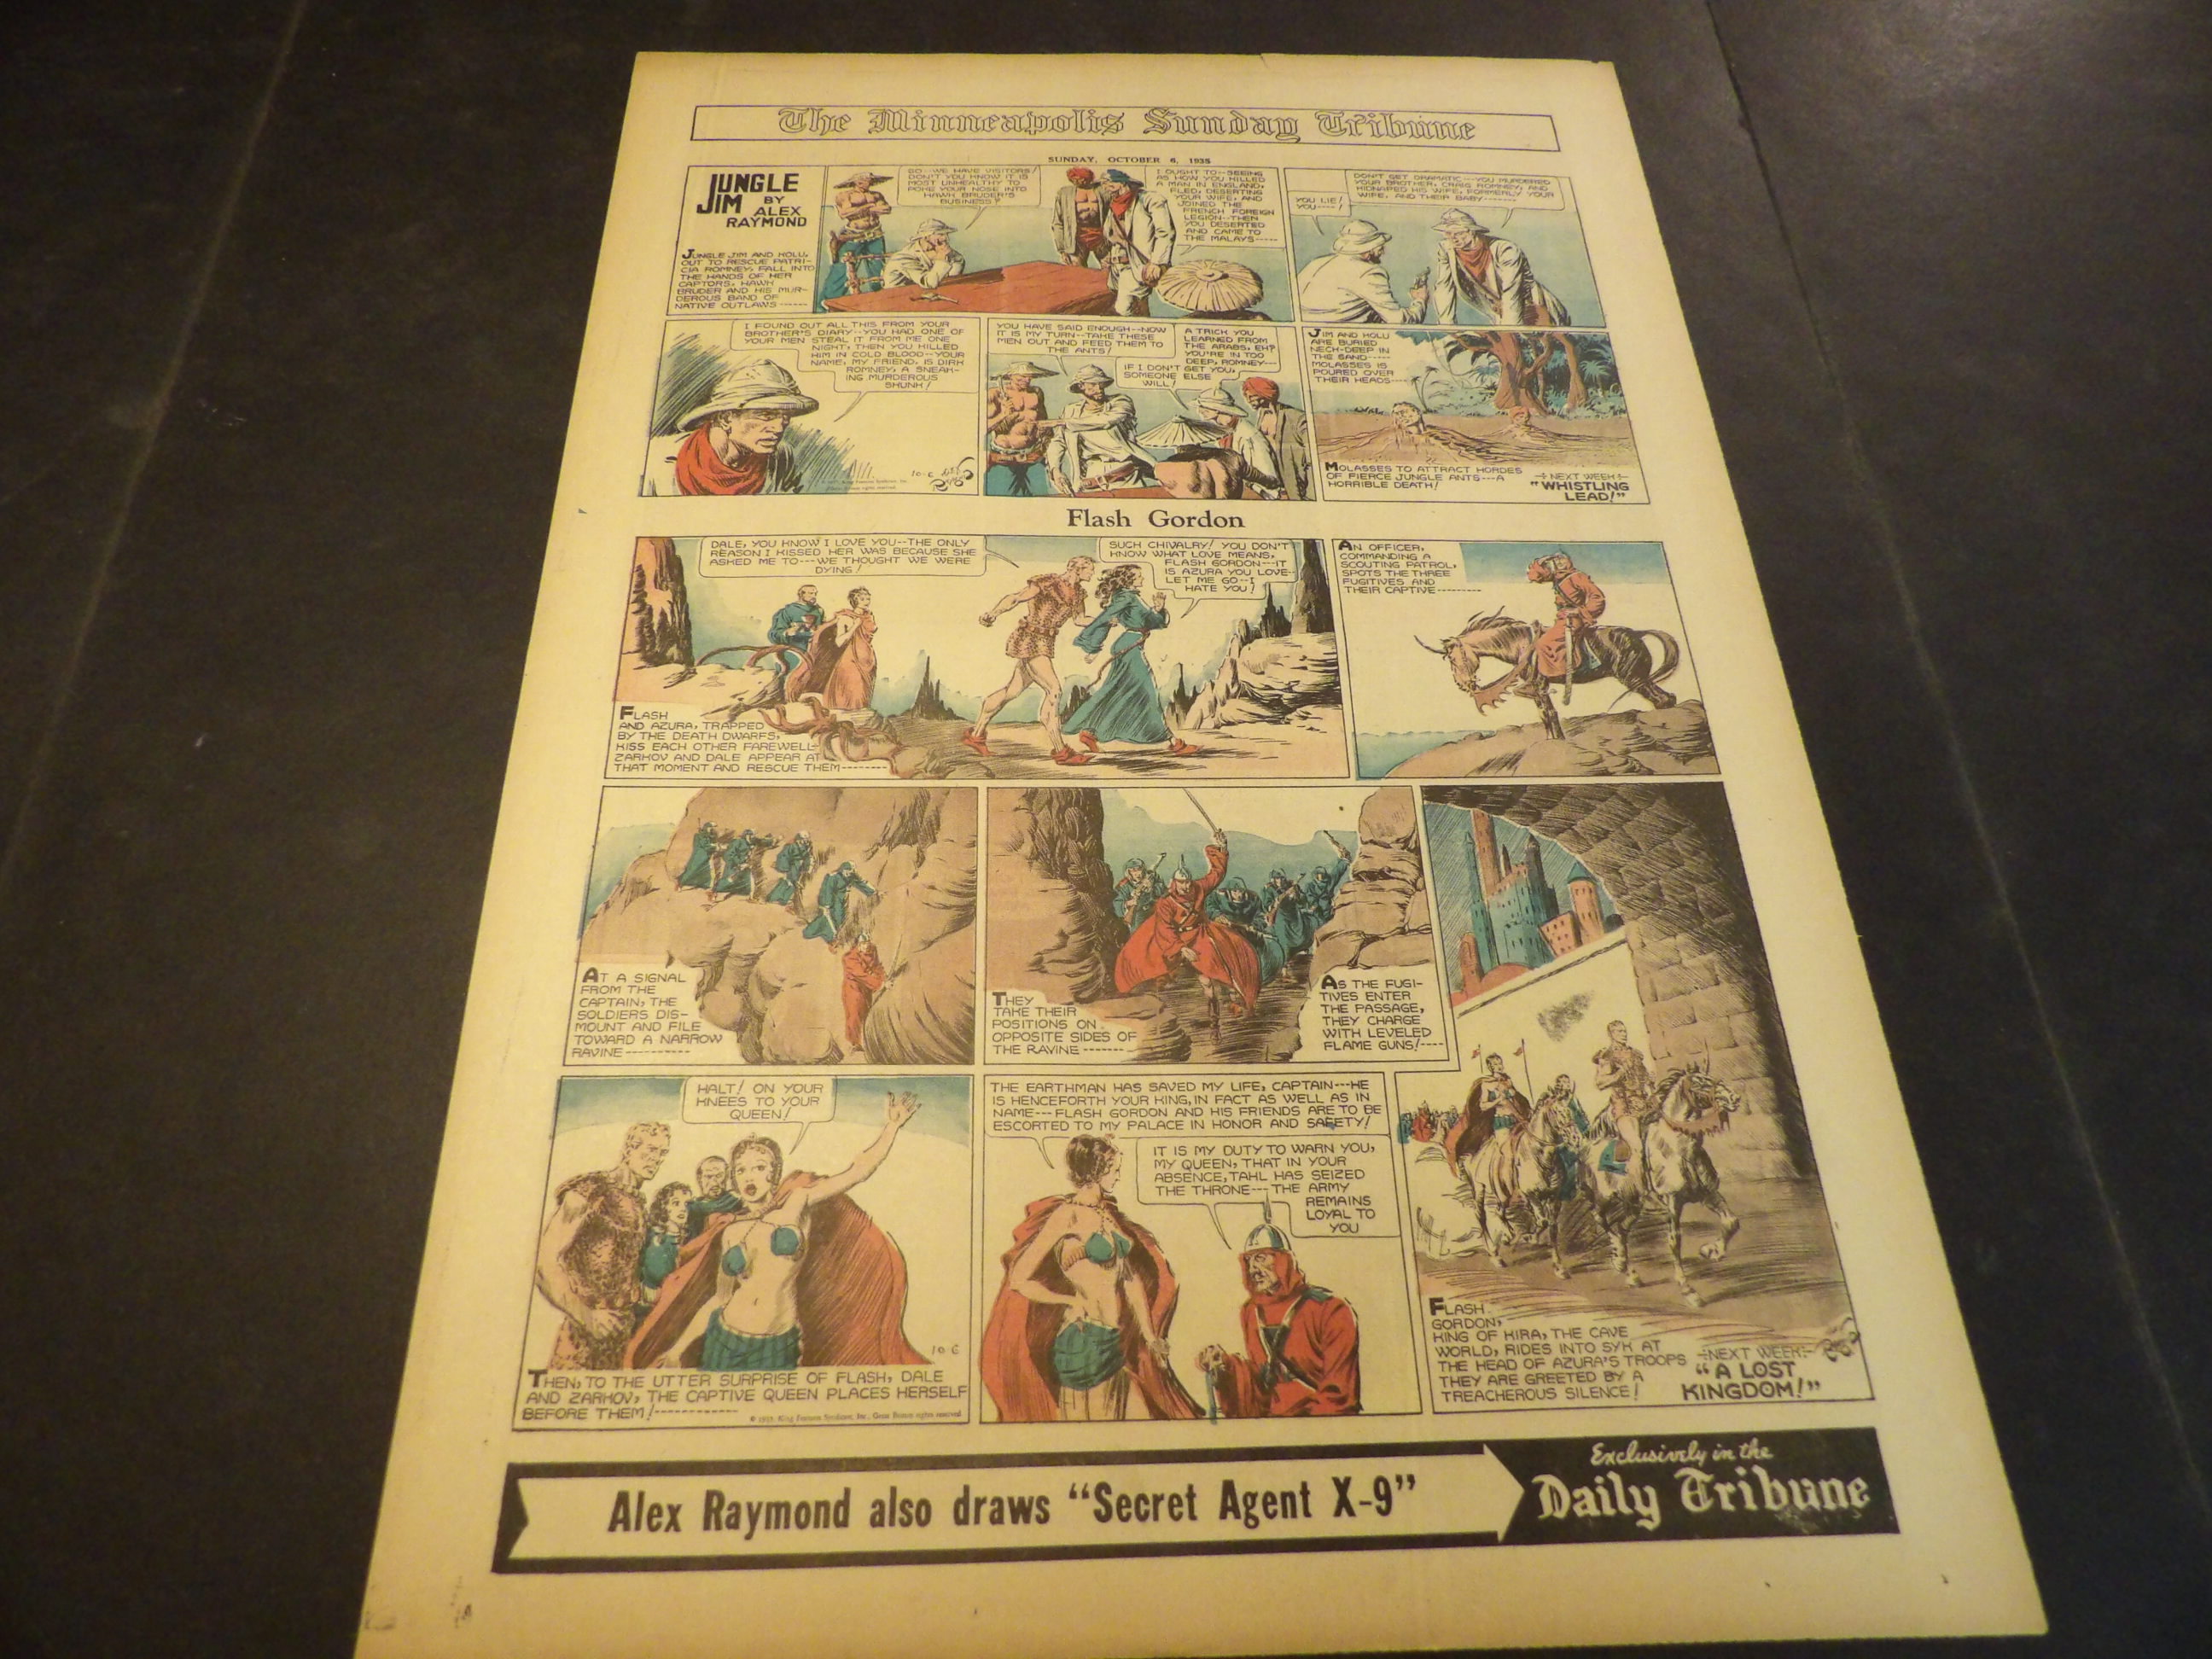 The Minneapolis Sunday Tribune
SUNDAY, OCTOBER 6, 1935
JUNGLE
JIM BY
ALEX
RAYMOND
JUNGLE JIM AND KOLU,
OUT TO RESCUE PATRI-
CIA ROMNEY, FALL INTO
THE HANDS OF HER
CAPTORS, HAWK
BRUDER AND HIS MUR-
DEROUS BAND OF
NATIVE OUTLAWS------
SO--WE HAVE VISITORS!
DON'T YOU KNOW IT IS
MOST UNHEALTHY TO
POKE YOUR NOSE INTO
HAWK BRUDER'S
BUSINESS?
I OUGHT TO--SEEING
AS HOW YOU KILLED
A MAN IN ENGLAND,
FLED, DESERTING
YOUR WIFE, AND
JOINED THE
FRENCH FOREIGN
LEGION--THEN
YOU DESERTED
AND CAME TO
THE MALAYS-----
YOU LIE!
YOU----!
DON'T GET DRAMATIC---YOU MURDERED
YOUR BROTHER, CRAIG ROMNEY, AND
KIDNAPED HIS WIFE, FORMERLY YOUR
WIFE, AND THEIR BABY-------
I FOUND OUT ALL THIS FROM YOUR
BROTHER'S DIARY--YOU HAD ONE OF
YOUR MEN STEAL IT FROM ME ONE
NIGHT, THEN YOU KILLED
HIM IN COLD BLOOD--YOUR
NAME, MY FRIEND, IS DIRK
ROMNEY, A SNEAK-
ING MURDEROUS
SKUNK!
10-6
YOU HAVE SAID ENOUGH--NOW
IT IS MY TURN--TAKE THESE
MEN OUT AND FEED THEM TO
THE ANTS!
A TRICK YOU
LEARNED FROM
THE ARABS, EH?
YOU'RE IN TOO
DEEP, ROMNEY---
IF I DON'T GET YOU,
SOMEONE ELSE
WILL!
JIM AND KOLU
ARE BURIED
NECK-DEEP IN
THE SAND-----
MOLASSES IS
POURED OVER
THEIR HEADS----
MOLASSES TO ATTRACT HORDES
OF FIERCE JUNGLE ANTS---A
HORRIBLE DEATH!
NEXT WEEK:
"WHISTLING
LEAD!"
Flash Gordon
DALE, YOU KNOW I LOVE YOU--THE ONLY
REASON I KISSED HER WAS BECAUSE SHE
ASKED ME TO---WE THOUGHT WE WERE
DYING!
SUCH CHIVALRY! YOU DON'T
KNOW WHAT LOVE MEANS,
FLASH GORDON---IT
IS AZURA YOU LOVE--
LET ME GO--I
HATE YOU!
FLASH
AND AZURA, TRAPPED
BY THE DEATH DWARFS,
KISS EACH OTHER FAREWELL-
ZARKOV AND DALE APPEAR AT
THAT MOMENT AND RESCUE THEM--------
AN OFFICER,
COMMANDING A
SCOUTING PATROL,
SPOTS THE THREE
FUGITIVES AND
THEIR CAPTIVE---------
AT A SIGNAL
FROM THE
CAPTAIN, THE
SOLDIERS DIS-
MOUNT AND FILE
TOWARD A NARROW
RAVINE----------
THEY
TAKE THEIR
POSITIONS ON
OPPOSITE SIDES OF
THE RAVINE-------
AS THE FUGI-
TIVES ENTER
THE PASSAGE,
THEY CHARGE
WITH LEVELED
FLAME GUNS!----
HALT! ON YOUR
KNEES TO YOUR
QUEEN!
10 6
THEN, TO THE UTTER SURPRISE OF FLASH, DALE
AND ZARKOV, THE CAPTIVE QUEEN PLACES HERSELF
BEFORE THEM!------------
© 1935, King Features Syndicate, Inc., Great Britain rights reserved.
THE EARTHMAN HAS SAVED MY LIFE, CAPTAIN---HE
IS HENCEFORTH YOUR KING, IN FACT AS WELL AS IN
NAME---FLASH GORDON AND HIS FRIENDS ARE TO BE
ESCORTED TO MY PALACE IN HONOR AND SAFETY!
IT IS MY DUTY TO WARN YOU,
MY QUEEN, THAT IN YOUR
ABSENCE, TAHL HAS SEIZED
THE THRONE---THE ARMY
REMAINS
LOYAL TO
YOU
FLASH
GORDON,
KING OF KIRA, THE CAVE
WORLD, RIDES INTO SYK AT
THE HEAD OF AZURA'S TROOPS
THEY ARE GREETED BY A
TREACHEROUS SILENCE!
NEXT WEEK:
"A LOST
KINGDOM!"
Alex Raymond also draws "Secret Agent X-9"
Exclusively in the
Daily Tribune